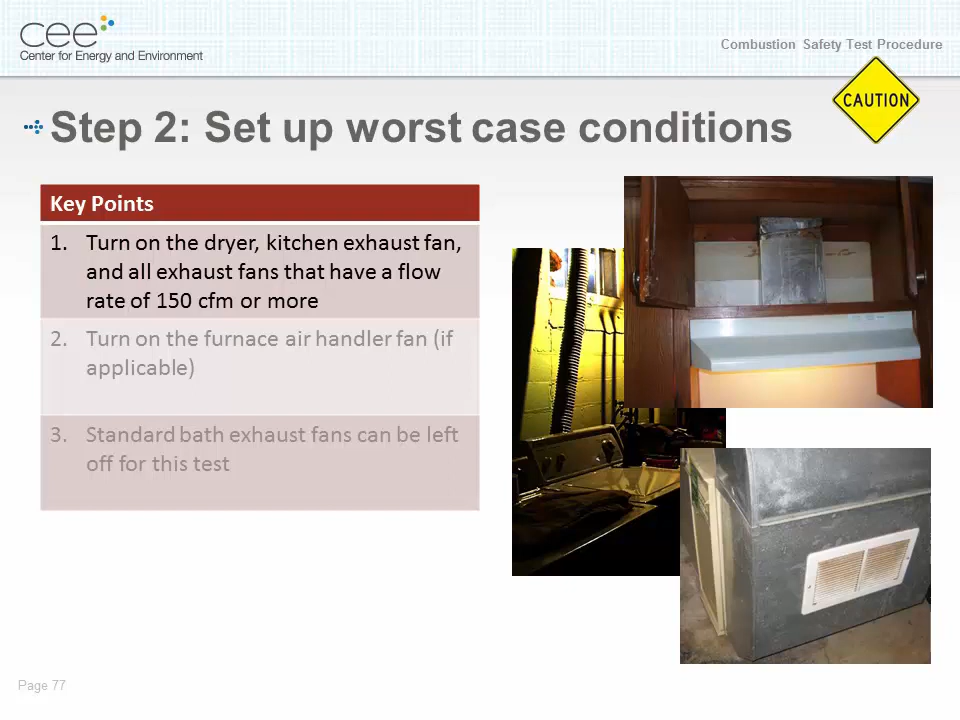 cee
Center for Energy and Environment
Combustion Safety Test Procedure
CAUTION
Step 2: Set up worst case conditions
Key Points
1. Turn on the dryer, kitchen exhaust fan,
and all exhaust fans that have a flow
rate of 150 cfm or more
2. Turn on the furnace air handler fan (if
applicable)
3. Standard bath exhaust fans can be left
off for this test
Page 77